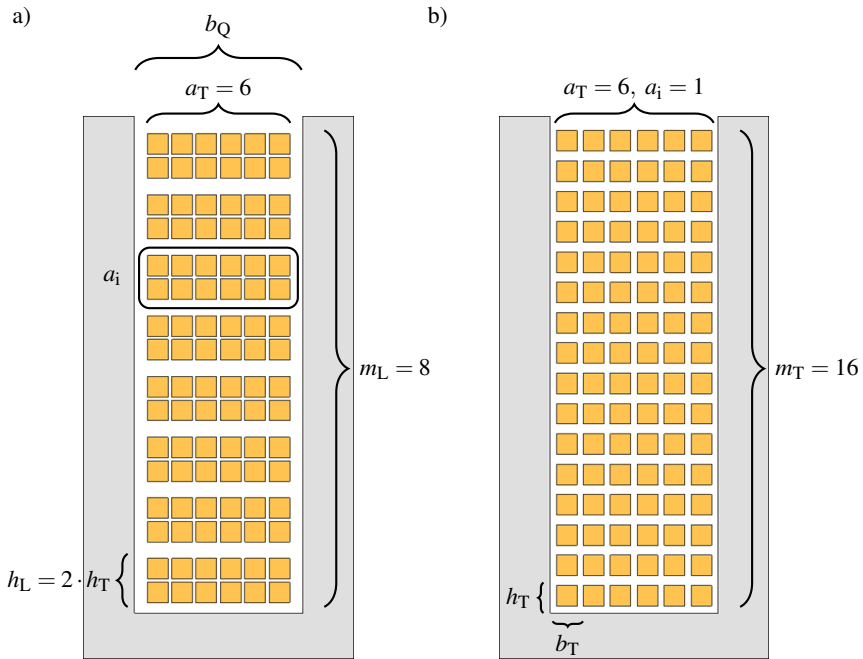 a)
b_Q
a_T = 6
a_i
m_L = 8
h_L = 2 · h_T
b)
a_T = 6, a_i = 1
m_T = 16
h_T
b_T